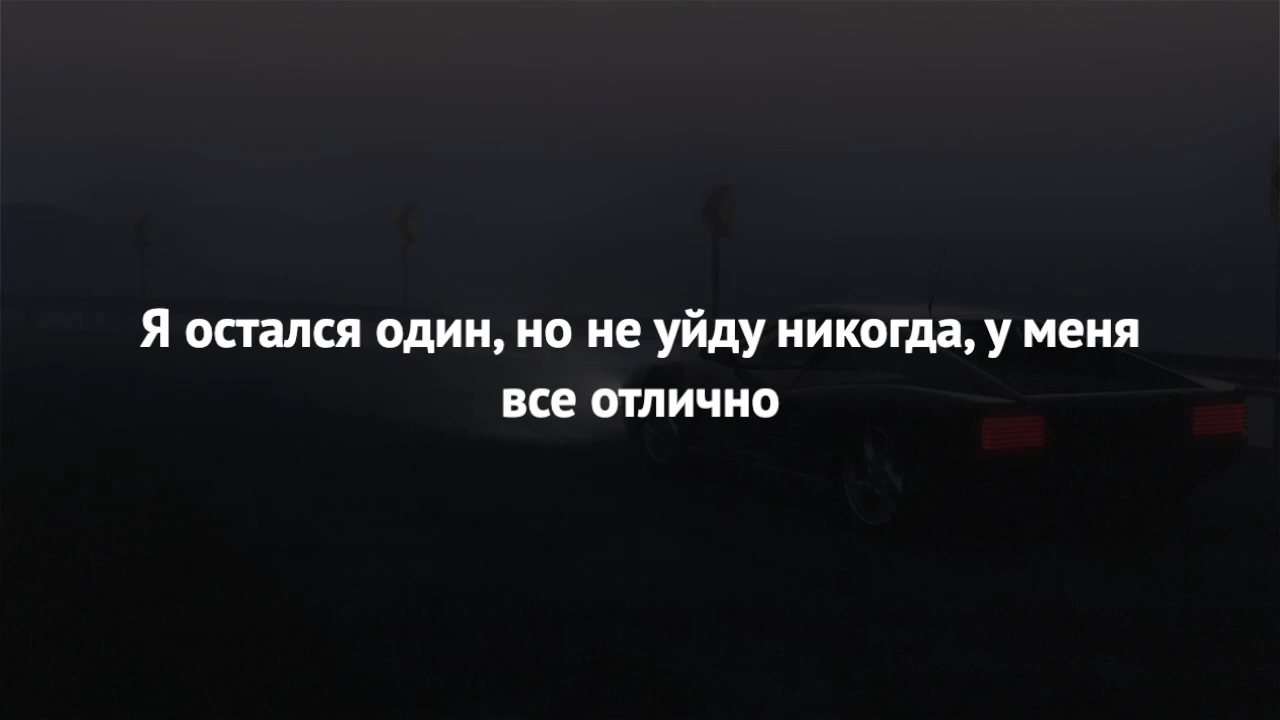 Я остался один, но не уйду никогда, у меня
все отлично